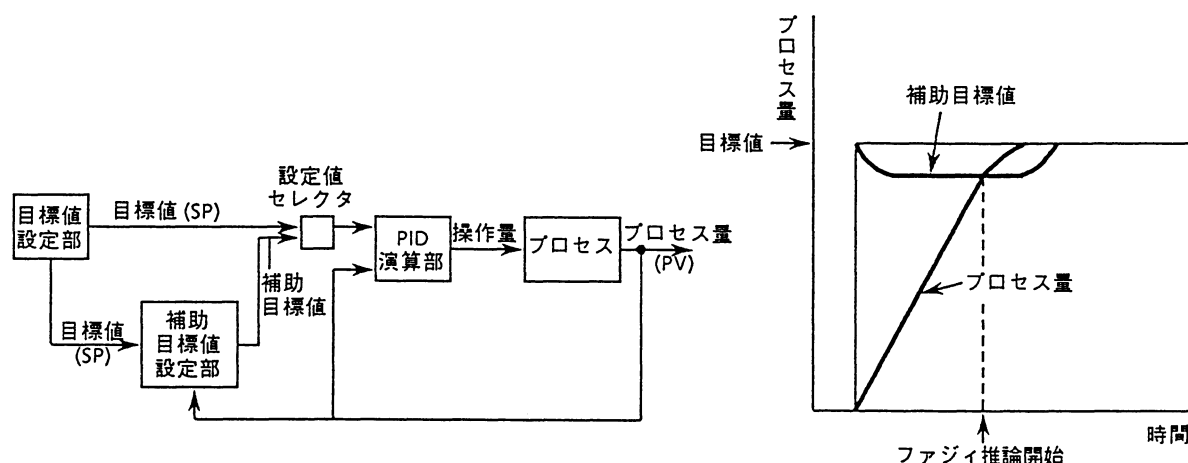 目標値
設定部
目標値 (SP)
設定値
セレクタ
補助
目標値
PID
演算部
操作量
プロセス
プロセス量
(PV)
目標値
(SP)
補助
目標値
設定部
プロセス量
目標値
補助目標値
プロセス量
時間
ファジィ推論開始